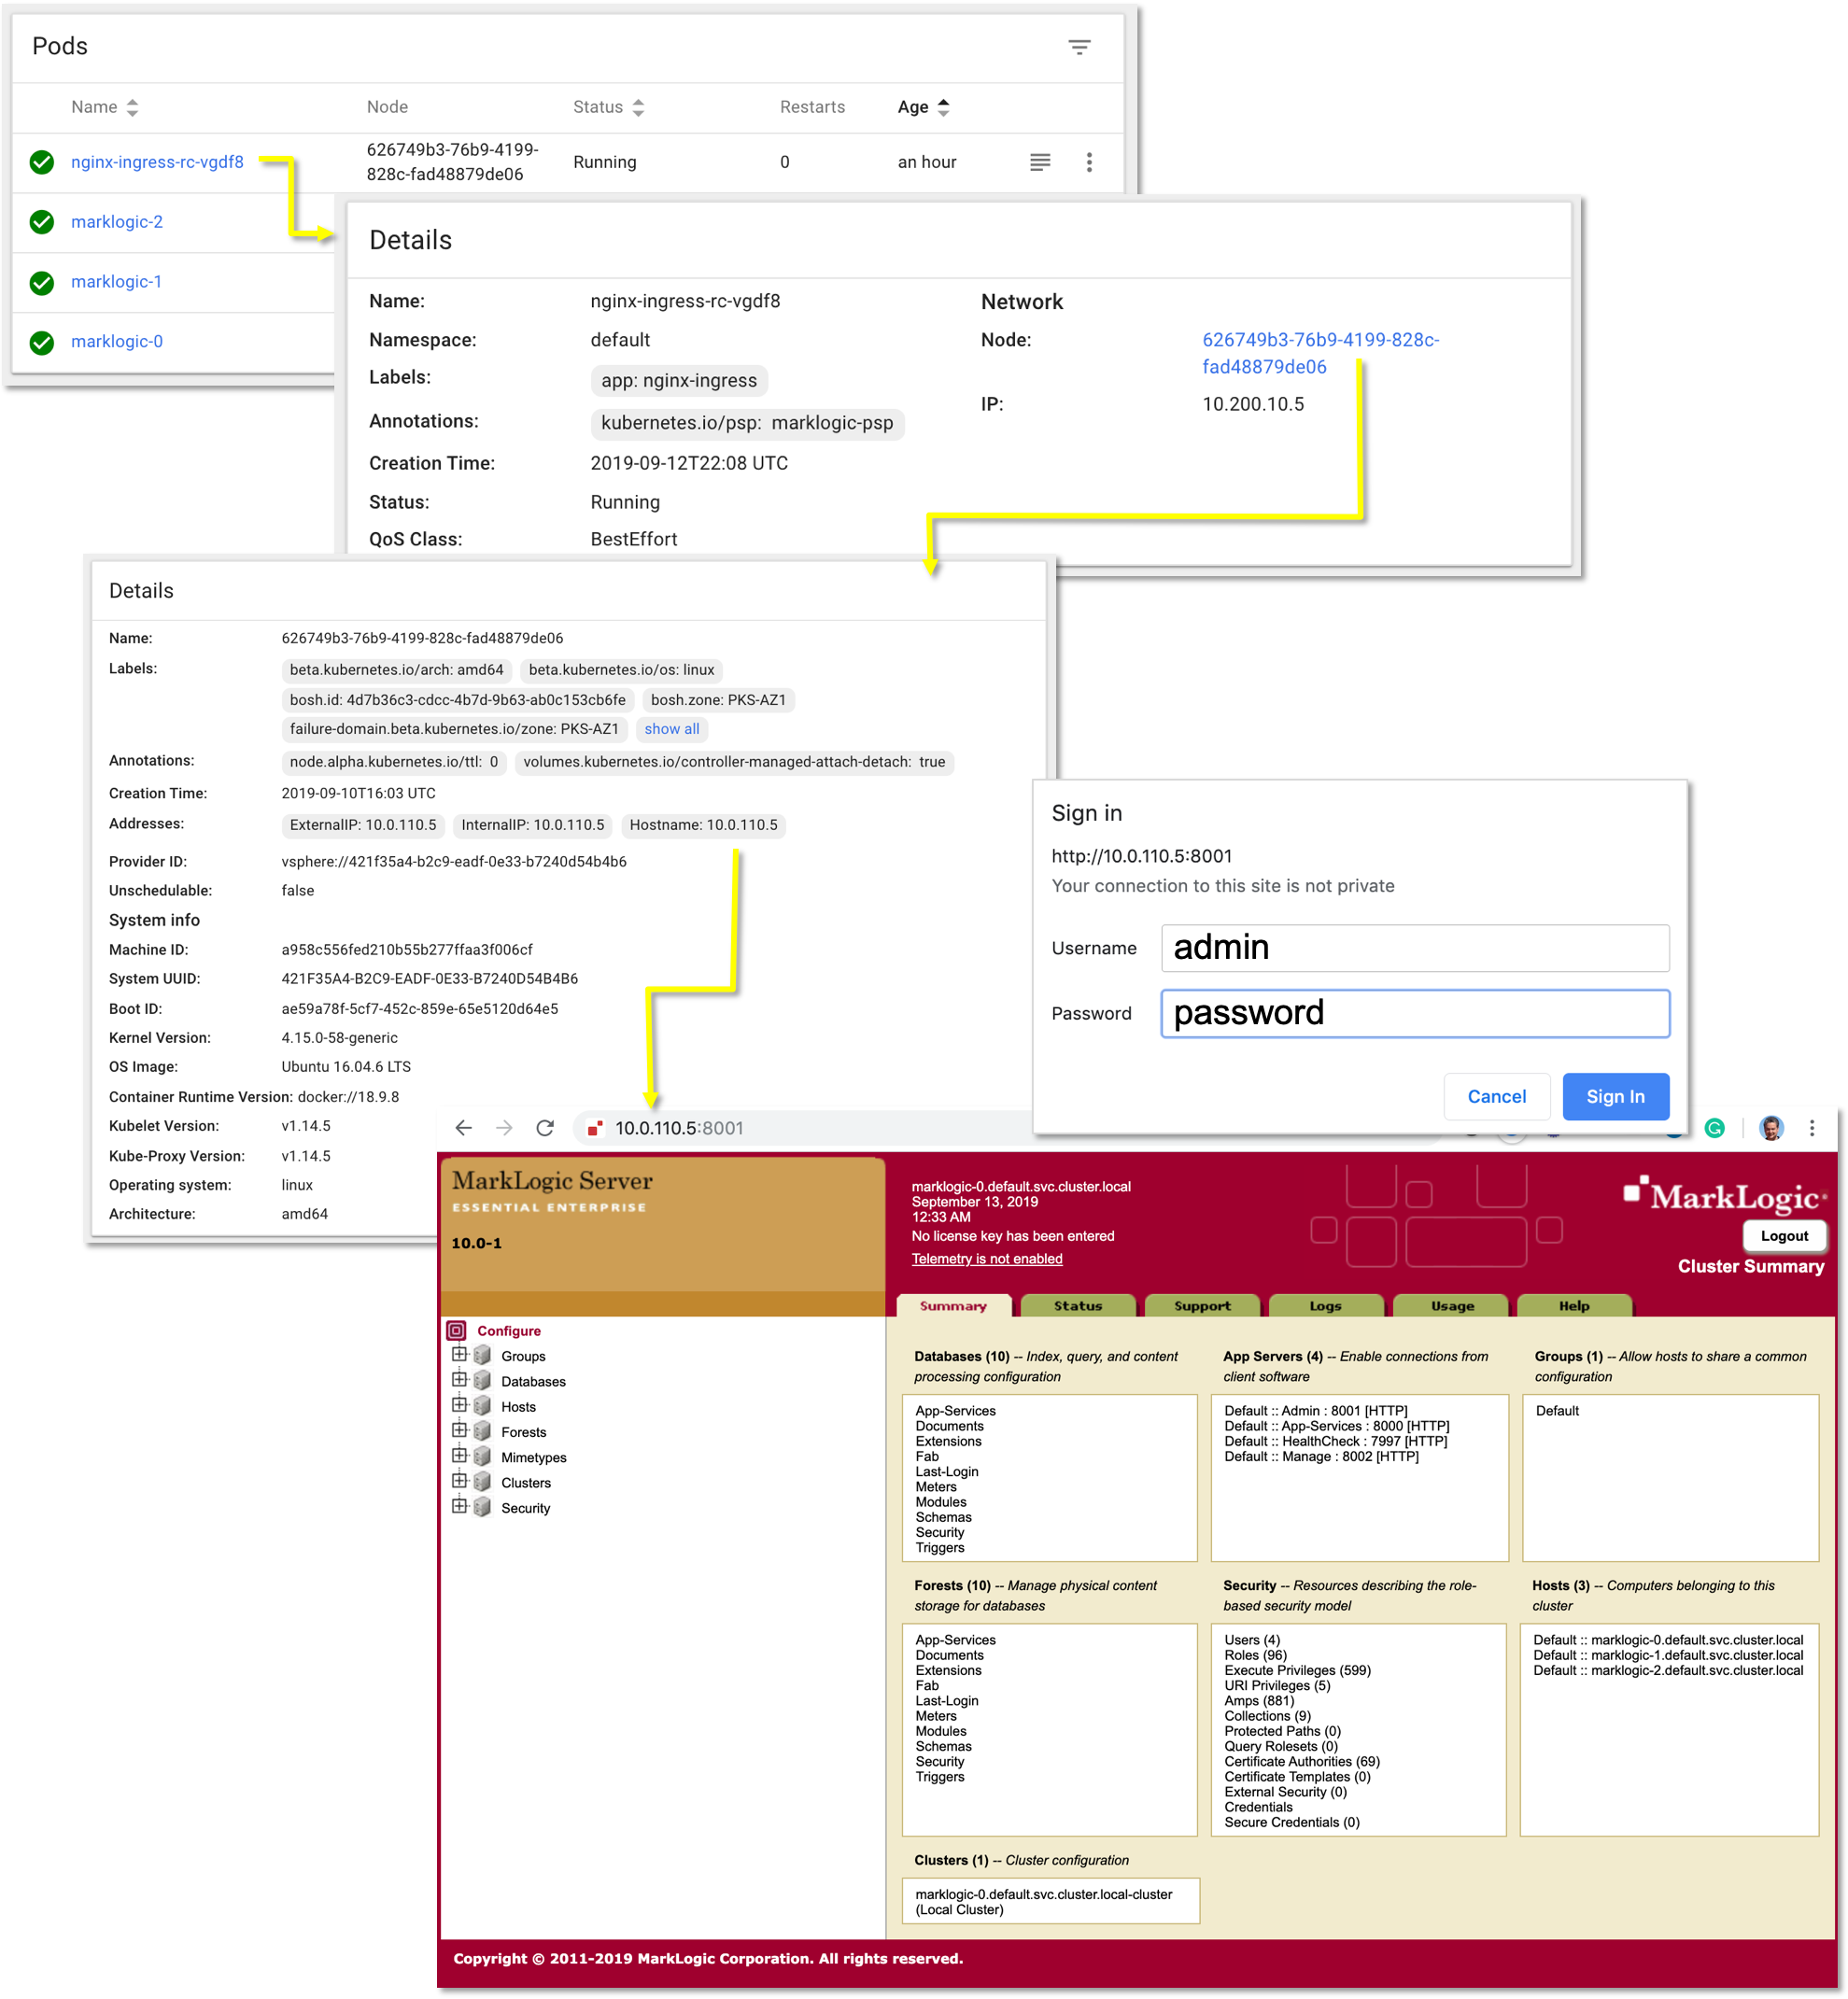 Pods
Name Node Status Restarts Age
nginx-ingress-rc-vgdf8 626749b3-76b9-4199-828c-fad48879de06 Running 0 an hour
marklogic-2
marklogic-1
marklogic-0
Details
Name: nginx-ingress-rc-vgdf8
Namespace: default
Labels: app: nginx-ingress
Annotations: kubernetes.io/psp: marklogic-psp
Creation Time: 2019-09-12T22:08 UTC
Status: Running
QoS Class: BestEffort
Network
Node: 626749b3-76b9-4199-828c-
fad48879de06
IP: 10.200.10.5
Details
Name: 626749b3-76b9-4199-828c-fad48879de06
Labels: beta.kubernetes.io/arch: amd64 beta.kubernetes.io/os: linux
bosh.id: 4d7b36c3-cdcc-4b7d-9b63-ab0c153cb6fe bosh.zone: PKS-AZ1
failure-domain.beta.kubernetes.io/zone: PKS-AZ1 show all
Annotations: node.alpha.kubernetes.io/ttl: 0 volumes.kubernetes.io/controller-managed-attach-detach: true
Creation Time: 2019-09-10T16:03 UTC
Addresses: ExternalIP: 10.0.110.5 InternalIP: 10.0.110.5 Hostname: 10.0.110.5
Provider ID: vsphere://421f35a4-b2c9-eadf-0e33-b7240d54b4b6
Unschedulable: false
System info
Machine ID: a958c556fed210b55b277ffaa3f006cf
System UUID: 421F35A4-B2C9-EADF-0E33-B7240D54B4B6
Boot ID: ae59a78f-5cf7-452c-859e-65e5120d64e5
Kernel Version: 4.15.0-58-generic
OS Image: Ubuntu 16.04.6 LTS
Container Runtime Version: docker://18.9.8
Kubelet Version: v1.14.5
Kube-Proxy Version: v1.14.5
Operating system: linux
Architecture: amd64
Sign in
http://10.0.110.5:8001
Your connection to this site is not private
Username admin
Password password
Cancel Sign In
10.0.110.5:8001
MarkLogic Server
ESSENTIAL ENTERPRISE
10.0-1
marklogic-0.default.svc.cluster.local
September 13, 2019
12:33 AM
No license key has been entered
Telemetry is not enabled
MarkLogic
Logout
Cluster Summary
Summary Status Support Logs Usage Help
Configure
Groups
Databases
Hosts
Forests
Mimetypes
Clusters
Security
Databases (10) -- Index, query, and content
processing configuration
App-Services
Documents
Extensions
Fab
Last-Login
Meters
Modules
Schemas
Security
Triggers
App Servers (4) -- Enable connections from
client software
Default :: Admin : 8001 [HTTP]
Default :: App-Services : 8000 [HTTP]
Default :: HealthCheck : 7997 [HTTP]
Default :: Manage : 8002 [HTTP]
Groups (1) -- Allow hosts to share a common
configuration
Default
Forests (10) -- Manage physical content
storage for databases
App-Services
Documents
Extensions
Fab
Last-Login
Meters
Modules
Schemas
Security
Triggers
Security -- Resources describing the role-
based security model
Users (4)
Roles (96)
Execute Privileges (599)
URI Privileges (5)
Amps (881)
Collections (9)
Protected Paths (0)
Query Rolesets (0)
Certificate Authorities (69)
Certificate Templates (0)
External Security (0)
Credentials
Secure Credentials (0)
Hosts (3) -- Computers belonging to this
cluster
Default :: marklogic-0.default.svc.cluster.local
Default :: marklogic-1.default.svc.cluster.local
Default :: marklogic-2.default.svc.cluster.local
Clusters (1) -- Cluster configuration
marklogic-0.default.svc.cluster.local-cluster
(Local Cluster)
Copyright © 2011-2019 MarkLogic Corporation. All rights reserved.